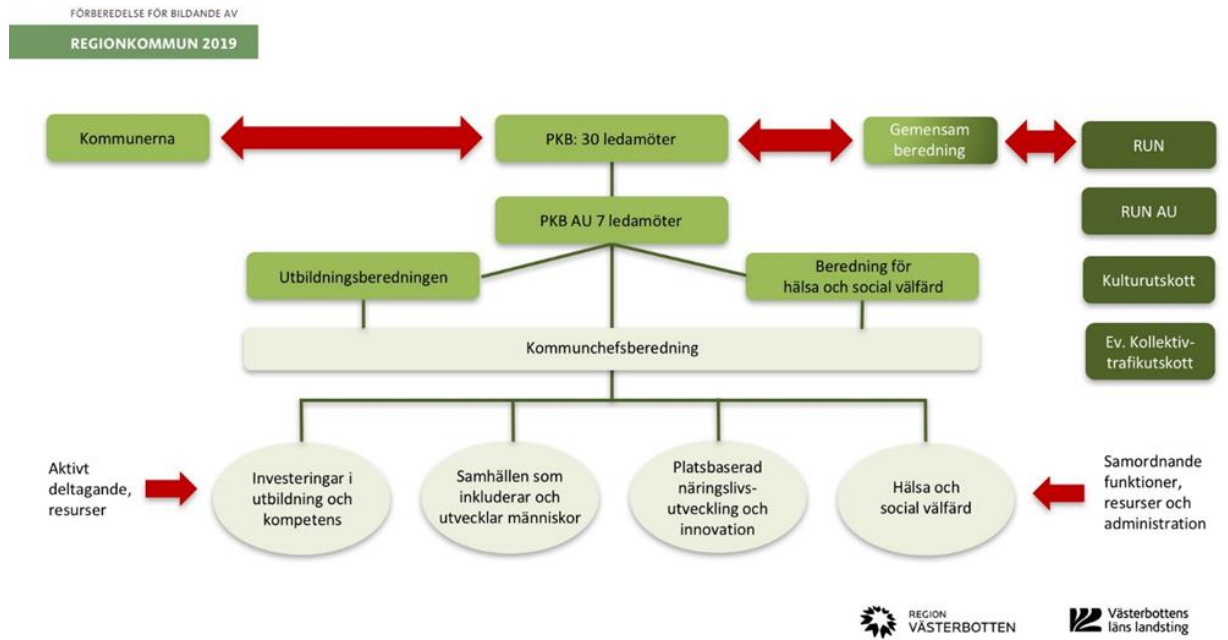 FÖRBEREDELSE FÖR BILDANDE AV
REGIONKOMMUN 2019
Kommunerna
PKB: 30 ledamöter
Gemensam
beredning
RUN
PKB AU 7 ledamöter
RUN AU
Utbildningsberedningen
Beredning för
hälsa och social välfärd
Kulturutskott
Kommunchefsberedning
Ev. Kollektiv-
trafikutskott
Aktivt
deltagande,
resurser
Investeringar i
utbildning och
kompetens
Samhällen som
inkluderar och
utvecklar människor
Platsbaserad
näringslivs-
utveckling och
innovation
Hälsa och
social välfärd
Samordnande
funktioner,
resurser och
administration
REGION
VÄSTERBOTTEN
Västerbottens
läns landsting